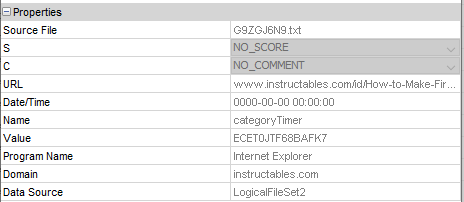 Properties
Source File G9ZGJ6N9.txt
S NO_SCORE
C NO_COMMENT
URL www.instructables.com/id/How-to-Make-Fir...
Date/Time 0000-00-00 00:00:00
Name categoryTimer
Value ECET0JTF68BAFK7
Program Name Internet Explorer
Domain instructables.com
Data Source LogicalFileSet2